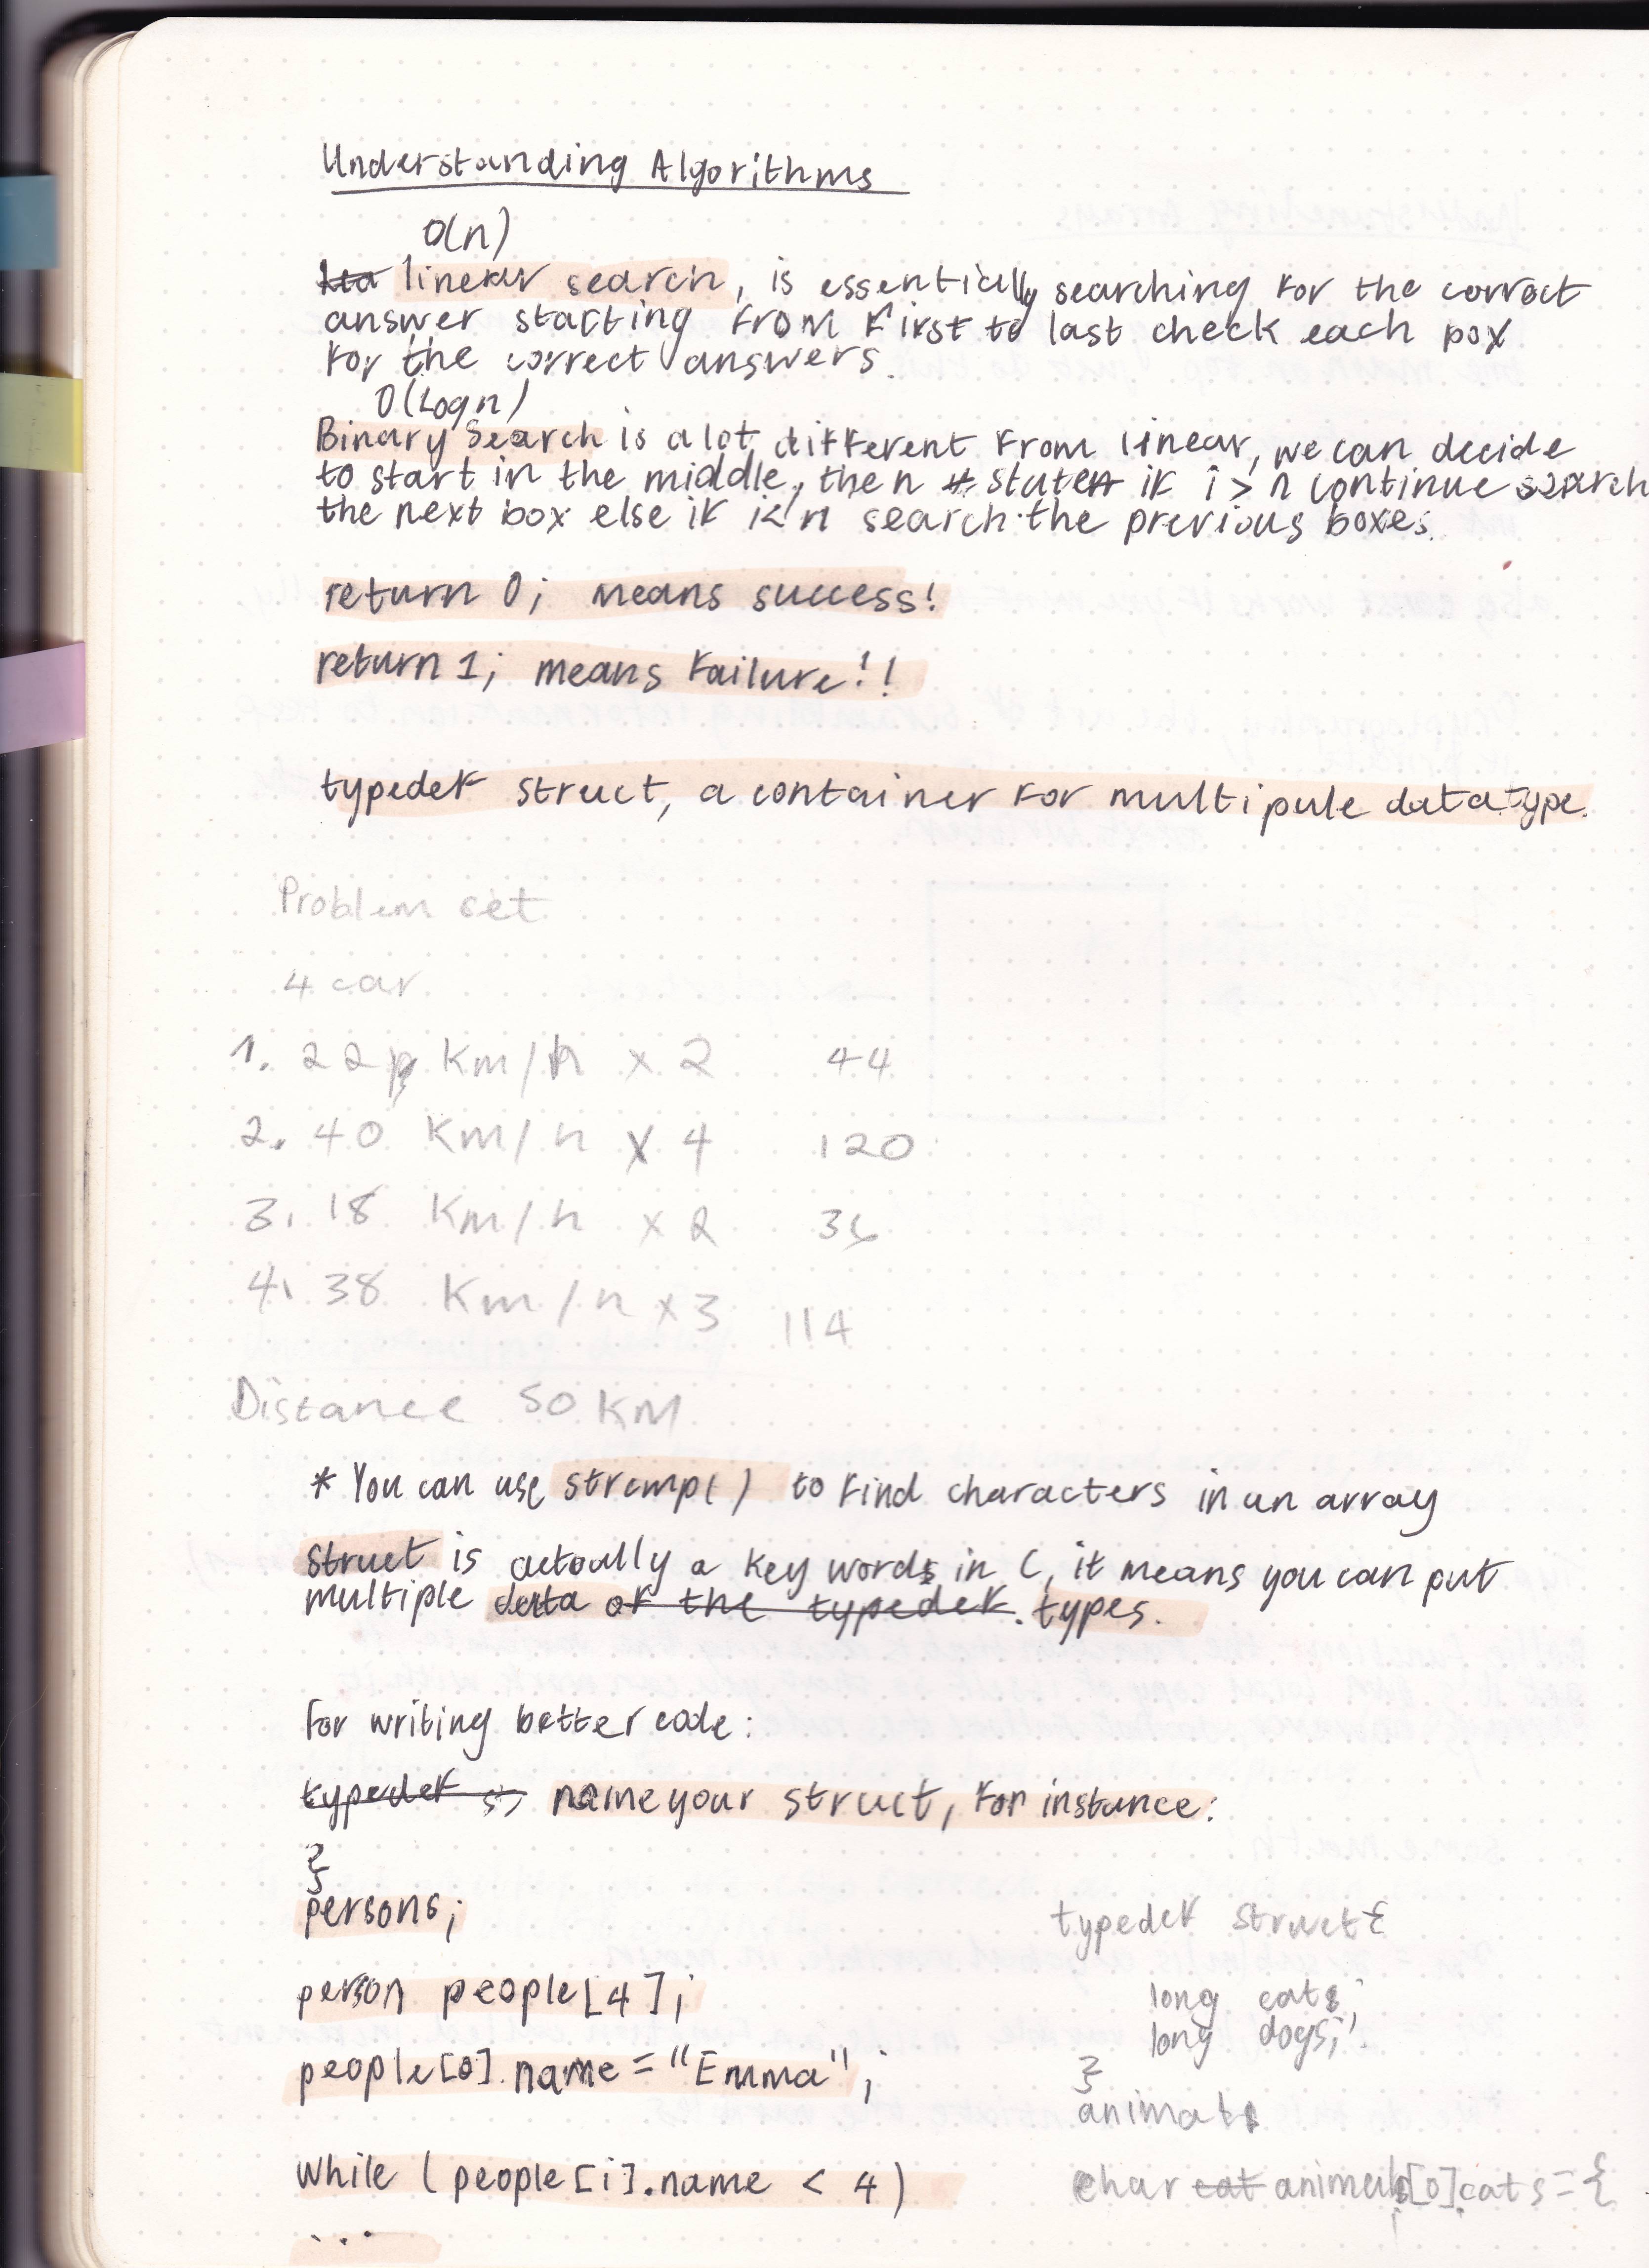 Understanding Algorithms
O(n)
linear search, is essentially searching for the correct
answer starting from first to last check each box
for the correct answers.
O(Log n)
Binary Search is a lot different from linear, we can decide
to start in the middle, then state if i > n continue search
the next box else if i < n search the previous boxes.
return 0; means success!
return 1; means failure!!
typedef struct, a container for multipule datatype.
Problem set
4 car
1. 22 Km/h x 2 44
2. 40 Km/h x 4 120
3. 18 Km/h x 2 36
4. 38 Km/h x 3 114
Distance 50 KM
* You can use strcmp() to find characters in an array
struct is actually a key words in C, it means you can put
multiple data of the typedef. types.
For writing better code:
typedef s, name your struct, for instance:
}
persons;
person people[4];
people[0].name = "Emma";
while (people[i].name < 4)
...
typedef struct{
long cats;
long dogs;
}
animals
char cat animals[0]cats = {